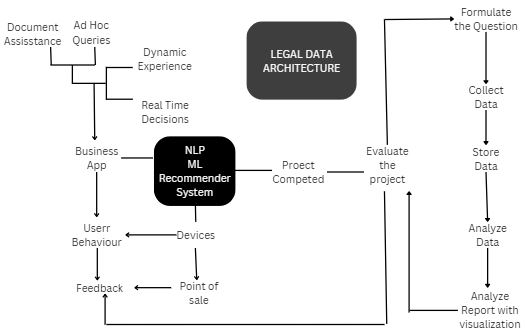 Document
Assisstance
Ad Hoc
Queries
Dynamic
Experience
Real Time
Decisions
LEGAL DATA
ARCHITECTURE
Formulate
the Question
Collect
Data
Store
Data
Analyze
Data
Analyze
Report with
visualization
Business
App
NLP
ML
Recommender
System
Proect
Competed
Evaluate
the
project
Userr
Behaviour
Devices
Feedback
Point of
sale